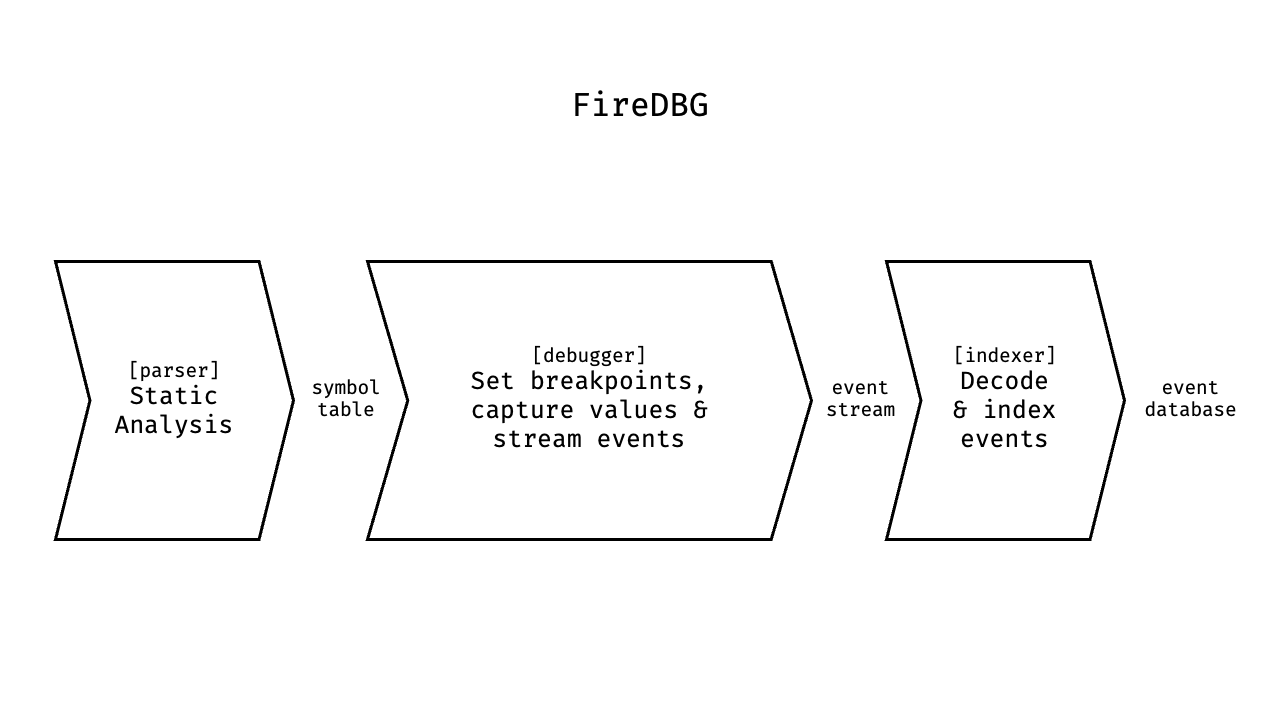 FireDBG
[parser]
Static
Analysis
symbol
table
[debugger]
Set breakpoints,
capture values &
stream events
event
stream
[indexer]
Decode
& index
events
event
database